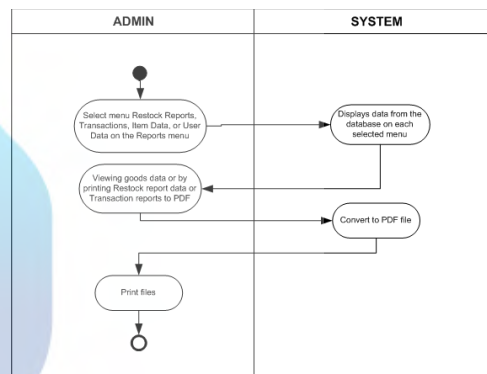 ADMIN
SYSTEM
Select menu Restock Reports,
Transactions, Item Data, or User
Data on the Reports menu
Displays data from the
database on each
selected menu
Viewing goods data or by
printing Restock report data or
Transaction reports to PDF
Convert to PDF file
Print files